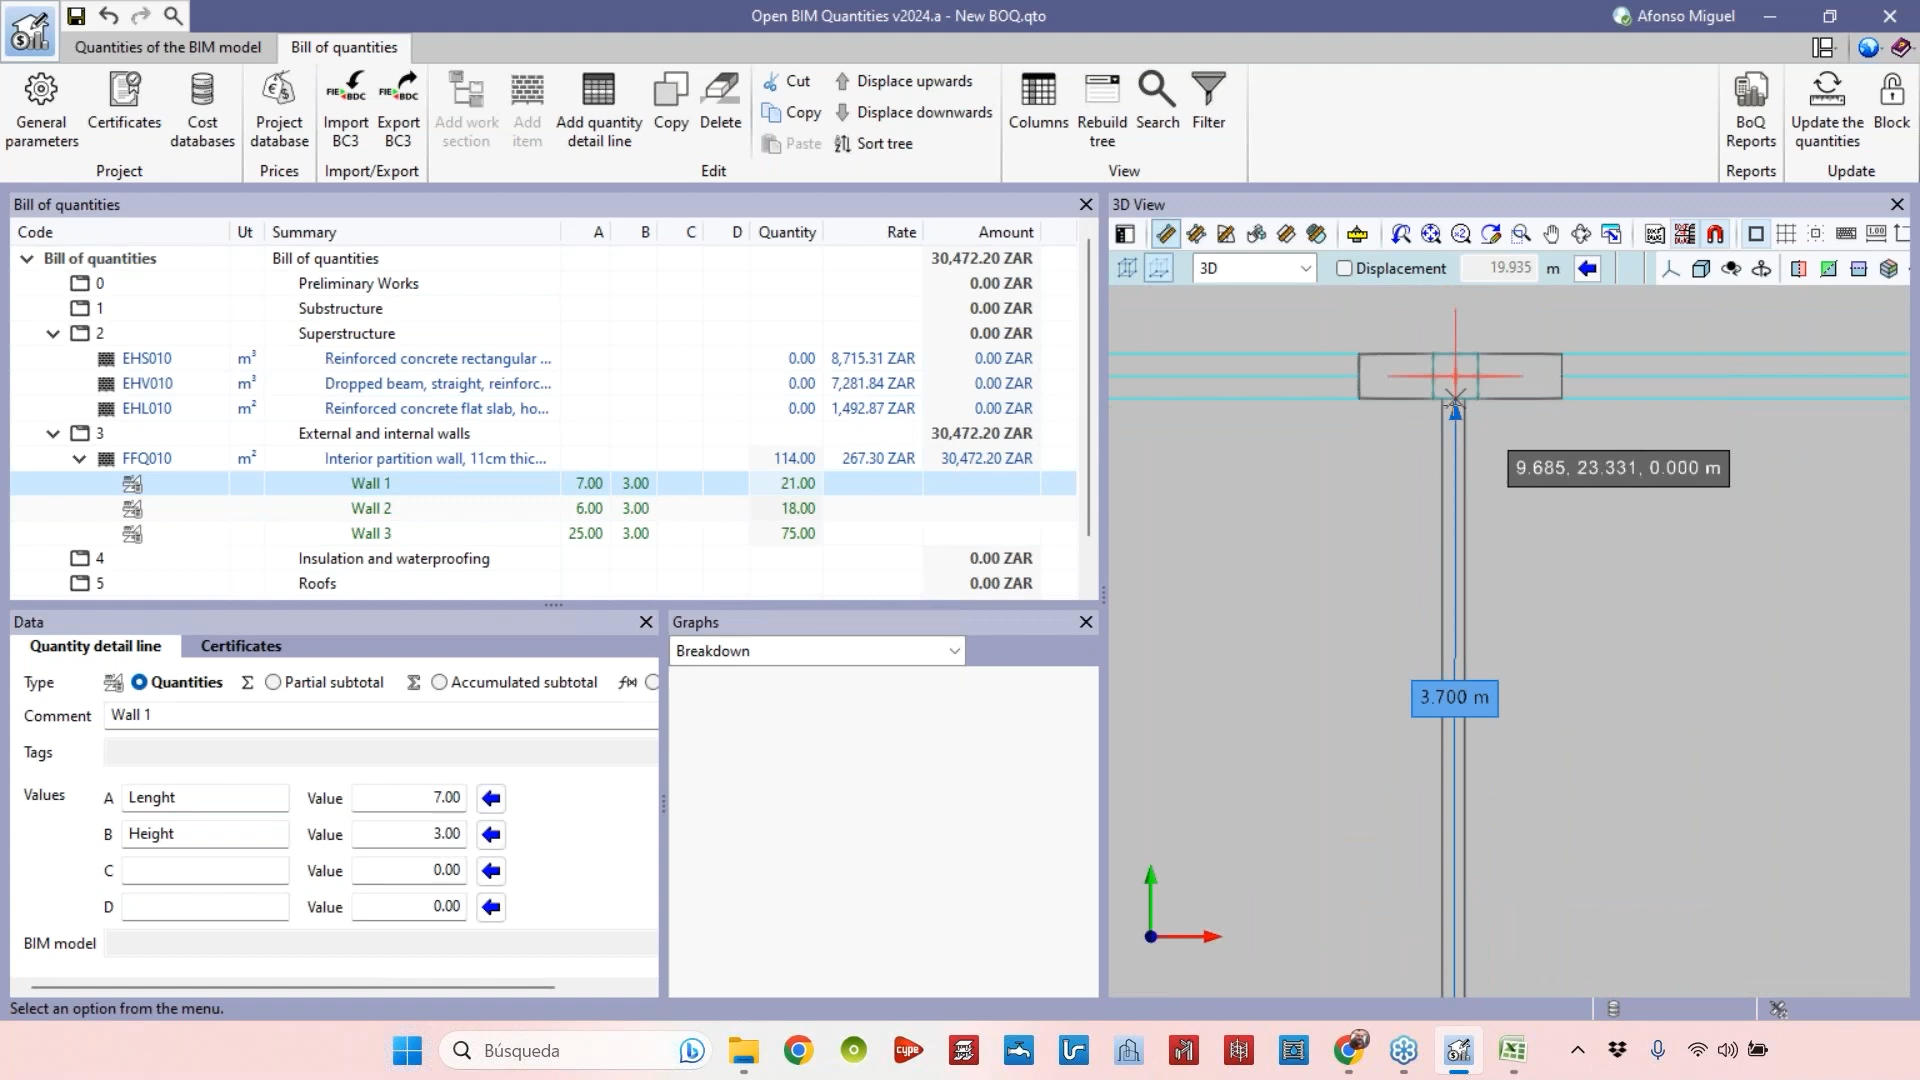 Open BIM Quantities v2024.a - New BOQ.qto
Afonso Miguel
Quantities of the BIM model
Bill of quantities
General parameters
Certificates
Cost databases
Project database
Import BC3
Export BC3
Add work section
Add item
Add quantity detail line
Copy
Delete
Cut
Copy
Paste
Displace upwards
Displace downwards
Sort tree
Columns
Rebuild tree
Search
Filter
BoQ Reports
Update the quantities
Block
Project
Prices
Import/Export
Edit
View
Reports
Update
Bill of quantities
Code Ut Summary A B C D Quantity Rate Amount
Bill of quantities Bill of quantities 30,472.20 ZAR
0 Preliminary Works 0.00 ZAR
1 Substructure 0.00 ZAR
2 Superstructure 0.00 ZAR
EHS010 m³ Reinforced concrete rectangular ... 0.00 8,715.31 ZAR 0.00 ZAR
EHV010 m³ Dropped beam, straight, reinforc... 0.00 7,281.84 ZAR 0.00 ZAR
EHL010 m² Reinforced concrete flat slab, ho... 0.00 1,492.87 ZAR 0.00 ZAR
3 External and internal walls 30,472.20 ZAR
FFQ010 m² Interior partition wall, 11cm thic... 114.00 267.30 ZAR 30,472.20 ZAR
Wall 1 7.00 3.00 21.00
Wall 2 6.00 3.00 18.00
Wall 3 25.00 3.00 75.00
4 Insulation and waterproofing 0.00 ZAR
5 Roofs 0.00 ZAR
Data
Quantity detail line Certificates
Type Quantities Σ Partial subtotal Σ Accumulated subtotal
Comment Wall 1
Tags
Values A Lenght Value 7.00
B Height Value 3.00
C Value 0.00
D Value 0.00
BIM model
Graphs
Breakdown
3D View
3D Displacement 19.935 m
9.685, 23.331, 0.000 m
3.700 m
Select an option from the menu.
Búsqueda
cype